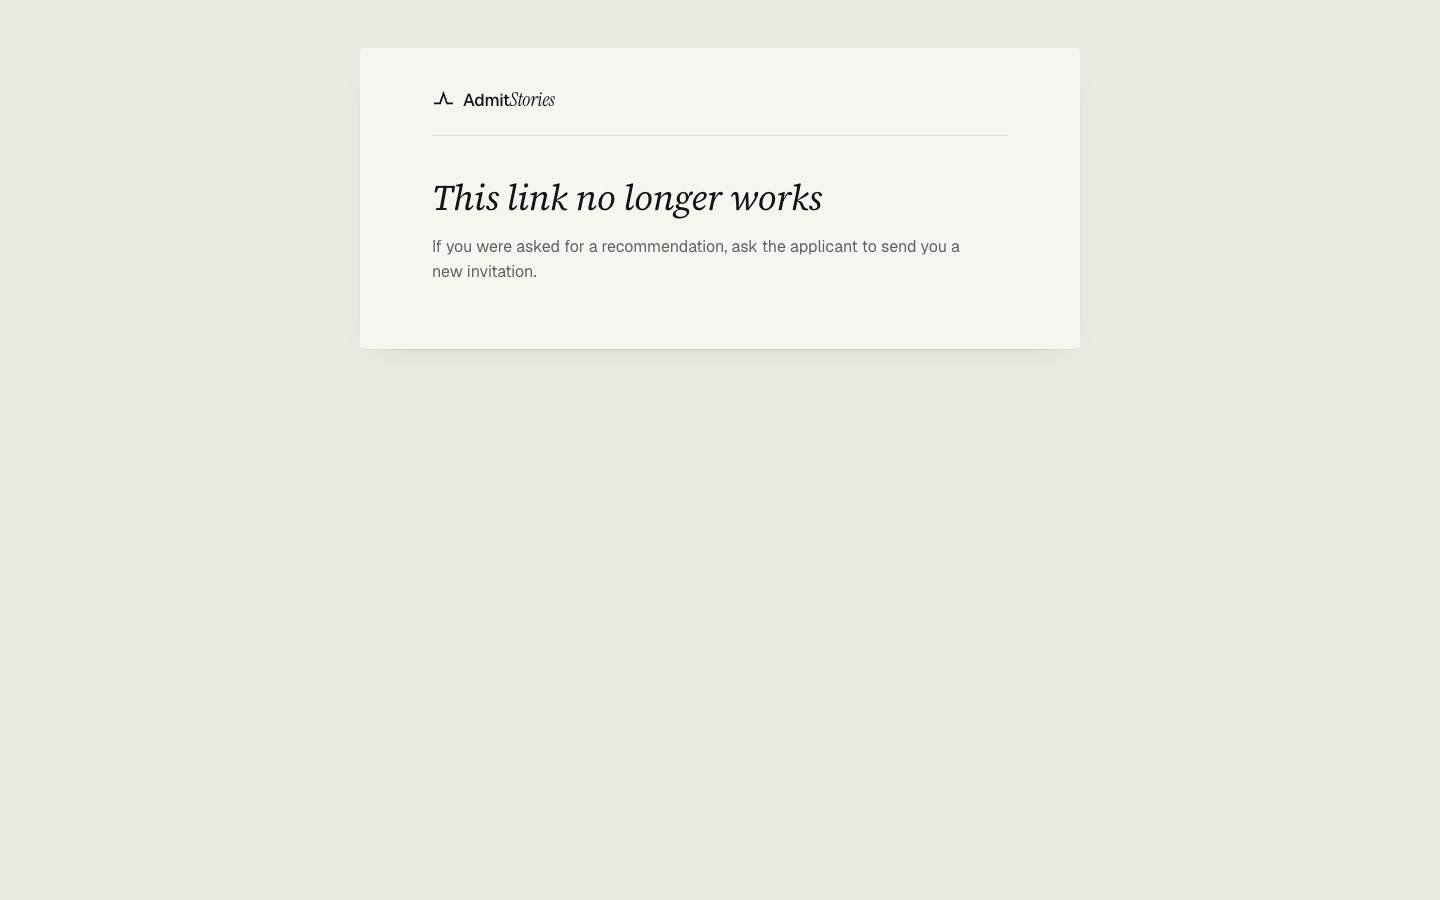 AdmitStories
This link no longer works
If you were asked for a recommendation, ask the applicant to send you a
new invitation.